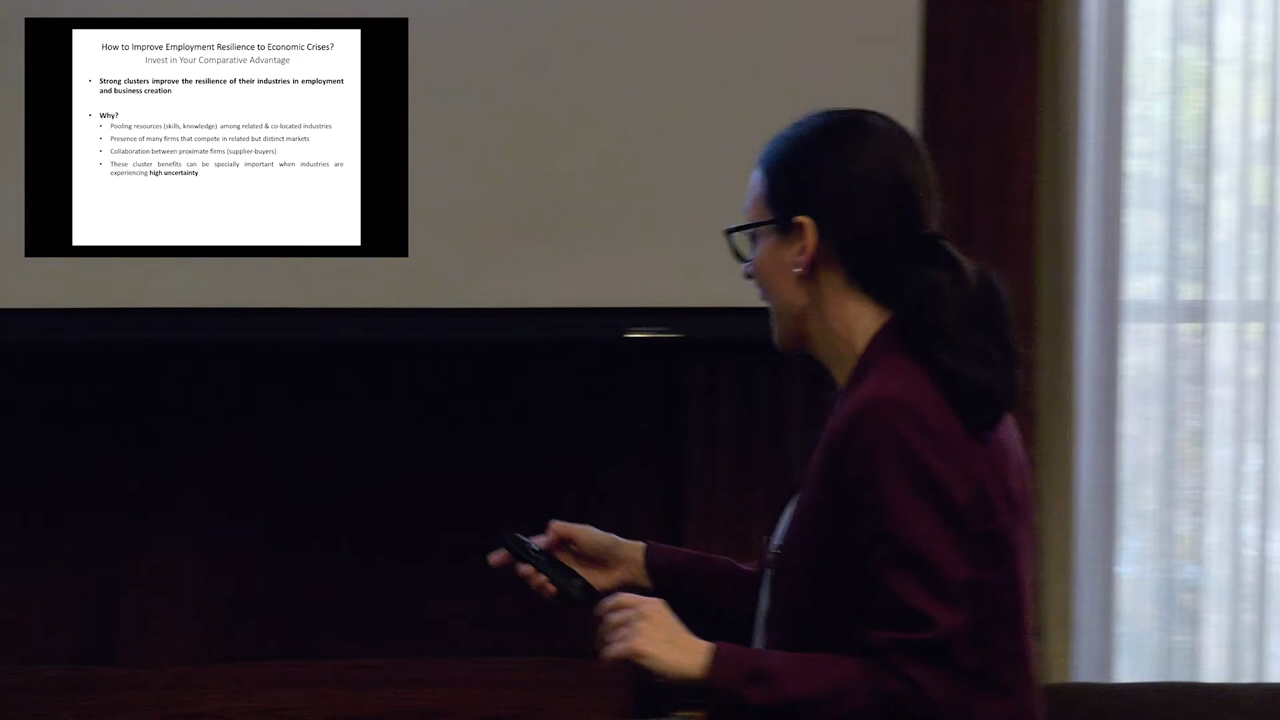 How to Improve Employment Resilience to Economic Crises?
Invest in Your Comparative Advantage
• Strong clusters improve the resilience of their industries in employment
and business creation
• Why?
• Pooling resources (skills, knowledge) among related & co-located industries
• Presence of many firms that compete in related but distinct markets
• Collaboration between proximate firms (supplier-buyers)
• These cluster benefits can be specially important when industries are
experiencing high uncertainty